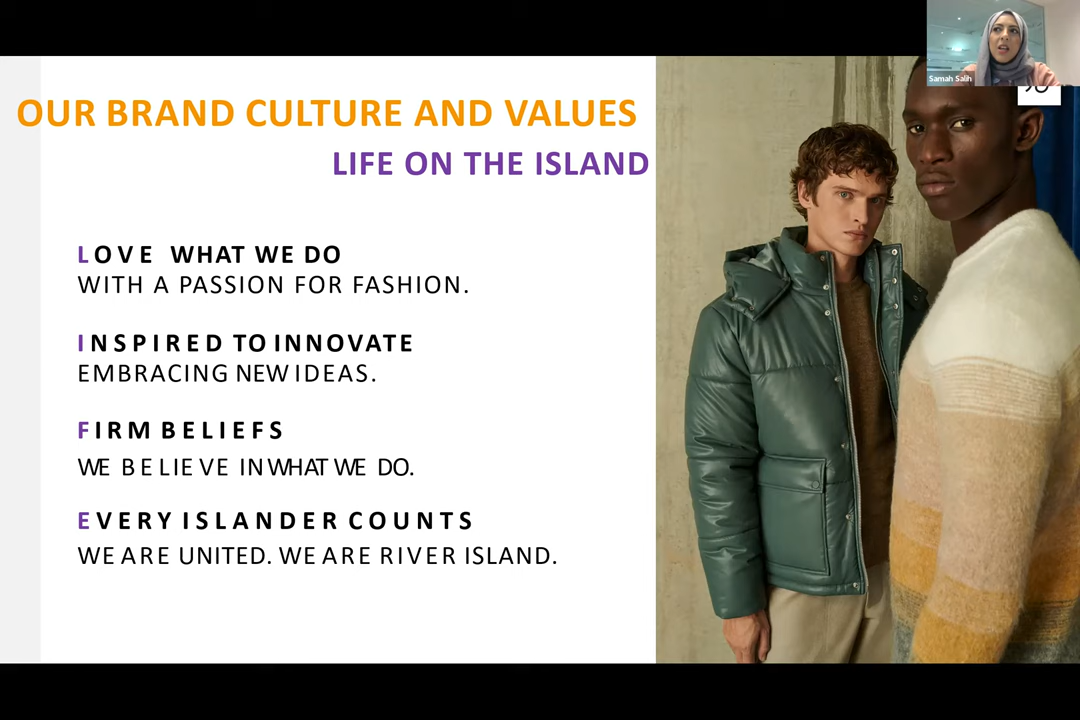 Samah Salih
OUR BRAND CULTURE AND VALUES
LIFE ON THE ISLAND
LOVE WHAT WE DO
WITH A PASSION FOR FASHION.
INSPIRED TO INNOVATE
EMBRACING NEW IDEAS.
FIRM BELIEFS
WE BELIEVE IN WHAT WE DO.
EVERY ISLANDER COUNTS
WE ARE UNITED. WE ARE RIVER ISLAND.